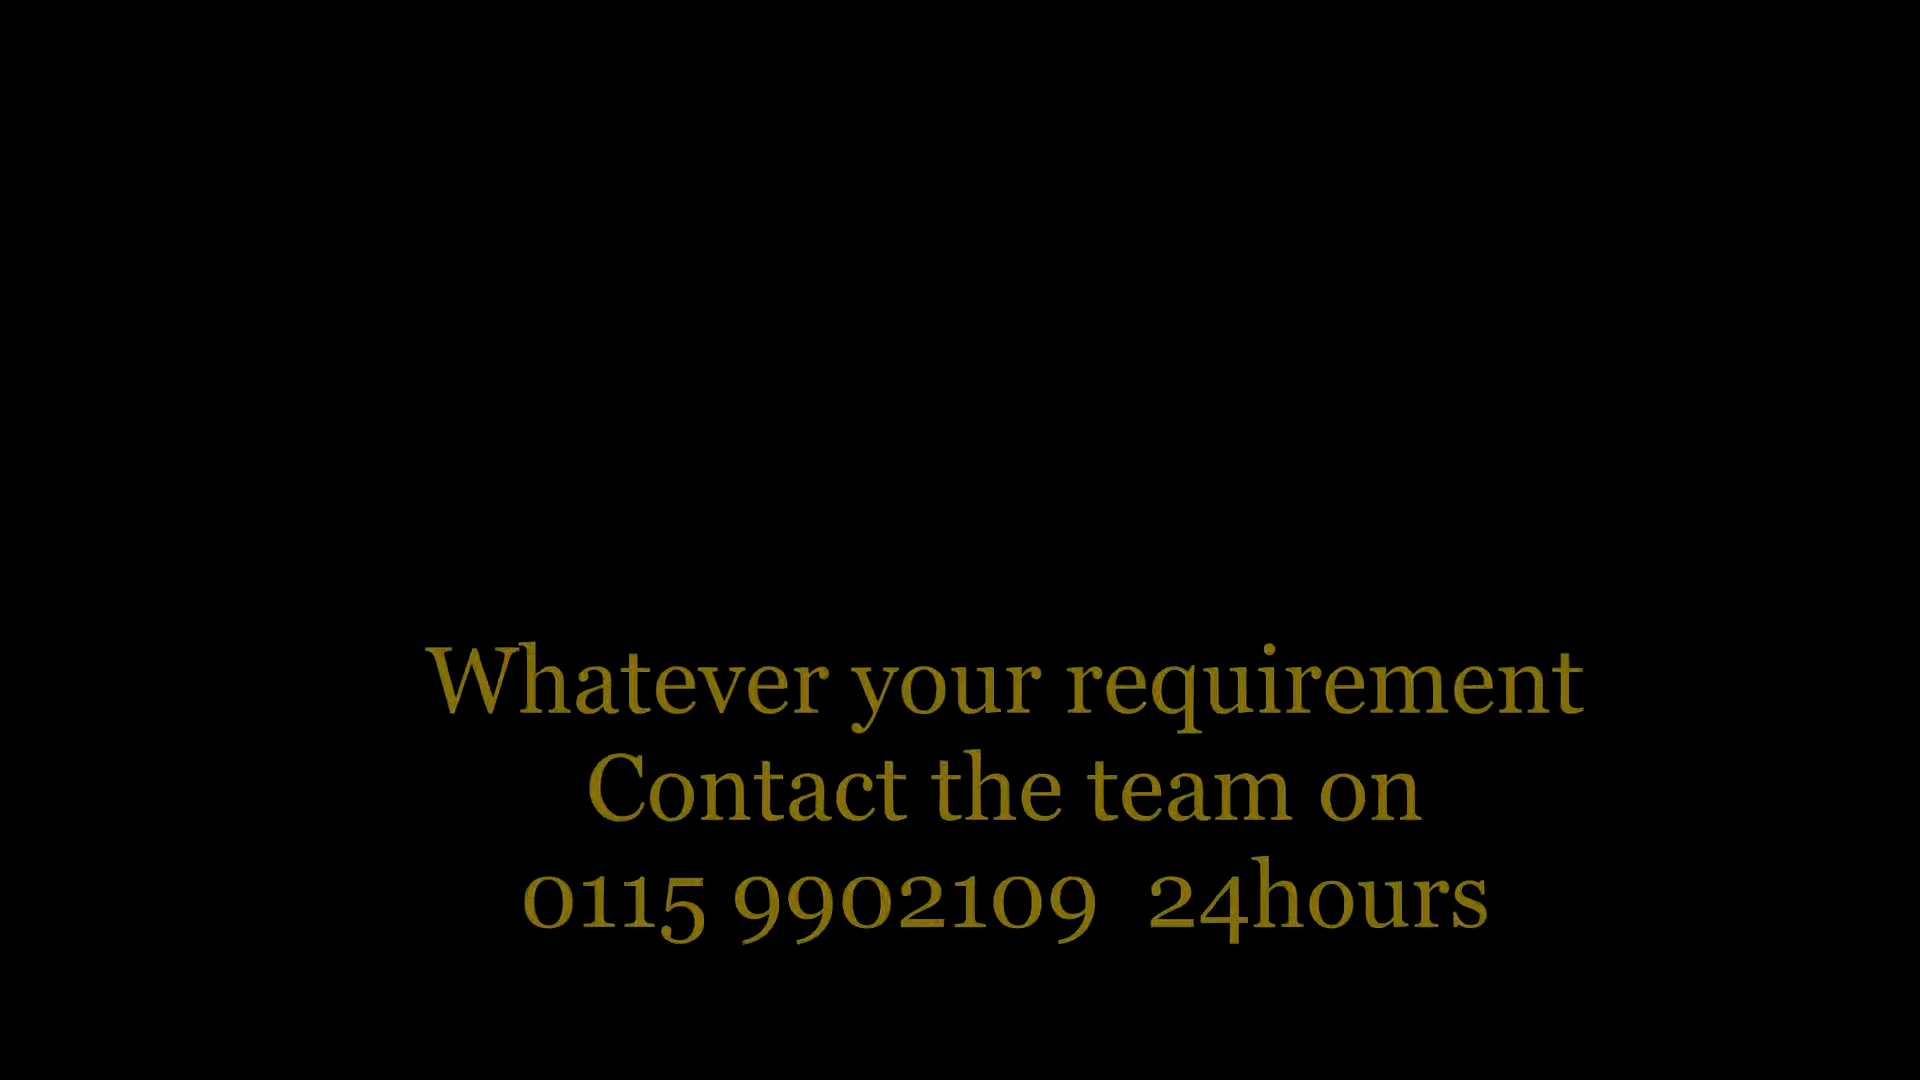 Whatever your requirement
Contact the team on
0115 9902109  24hours